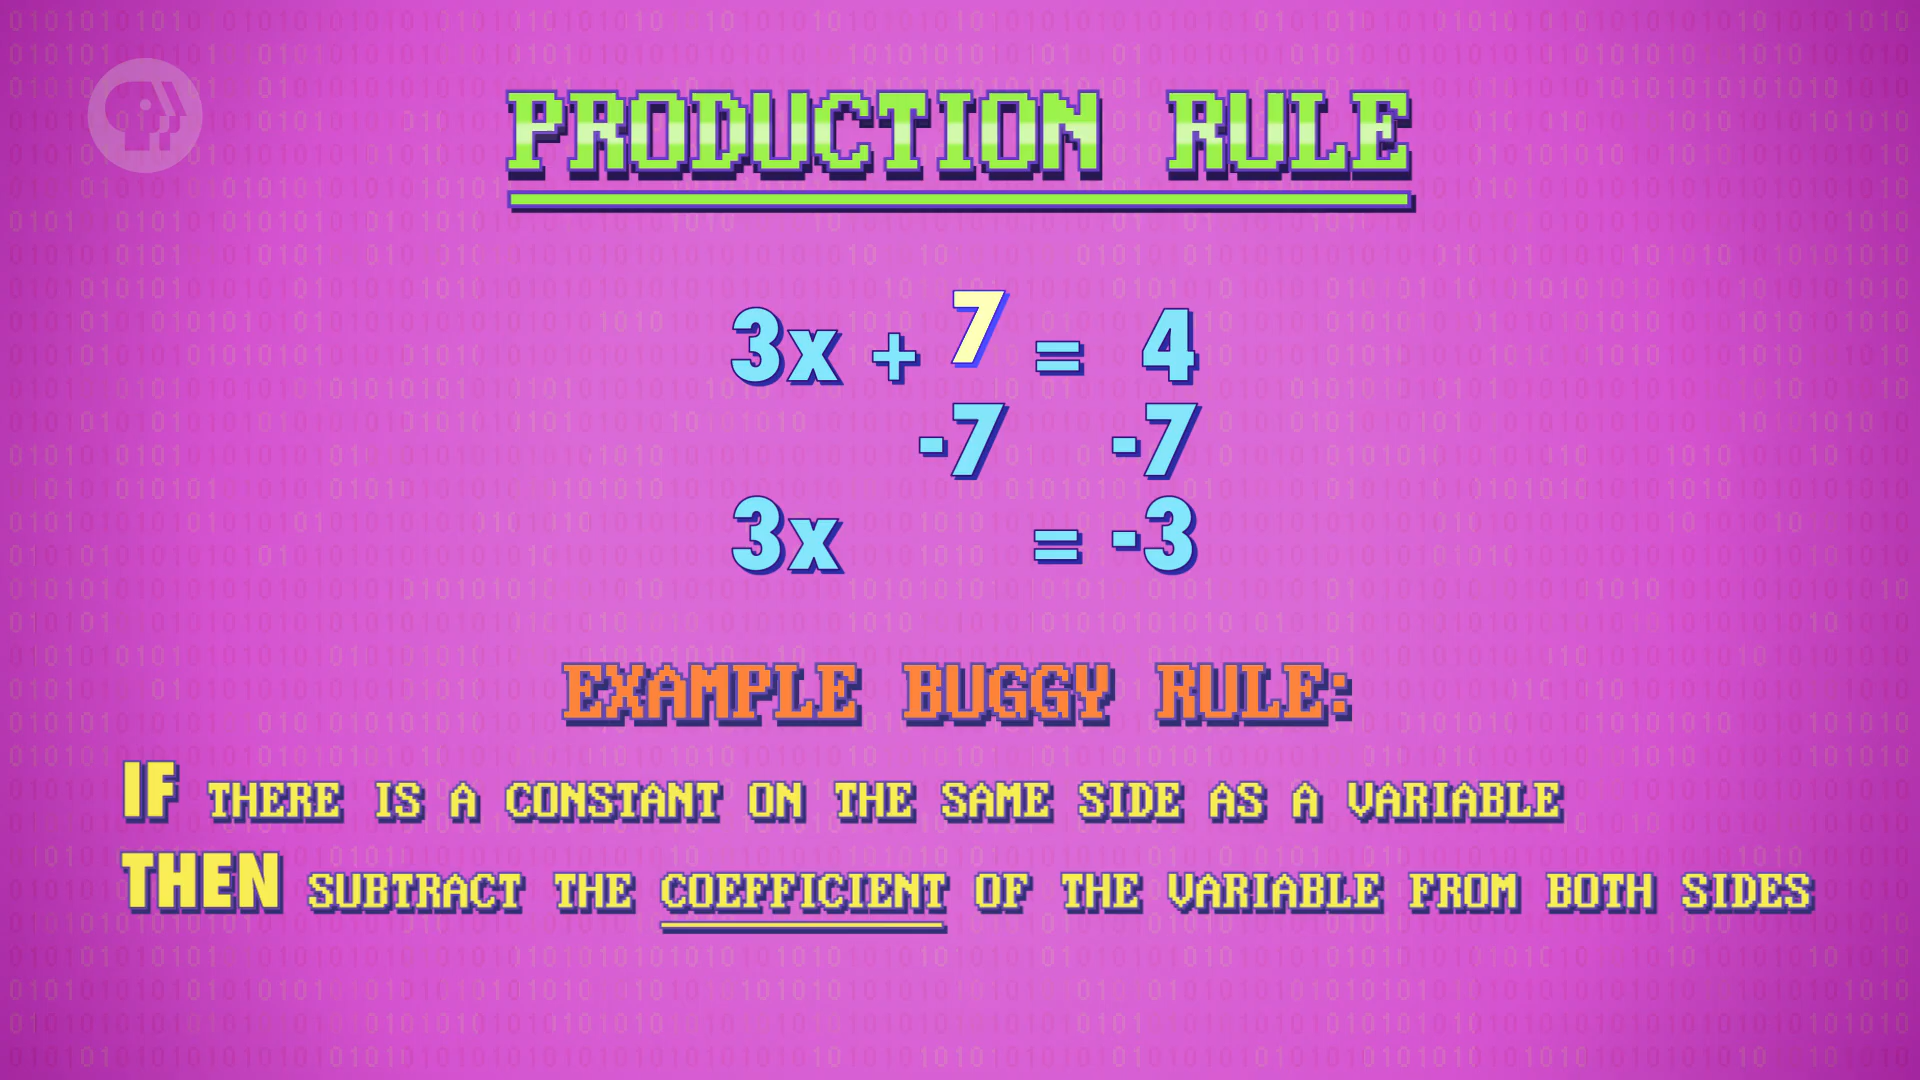 PRODUCTION RULE
3x + 7 = 4
-7 -7
3x = -3
EXAMPLE BUGGY RULE:
IF THERE IS A CONSTANT ON THE SAME SIDE AS A VARIABLE
THEN SUBTRACT THE COEFFICIENT OF THE VARIABLE FROM BOTH SIDES